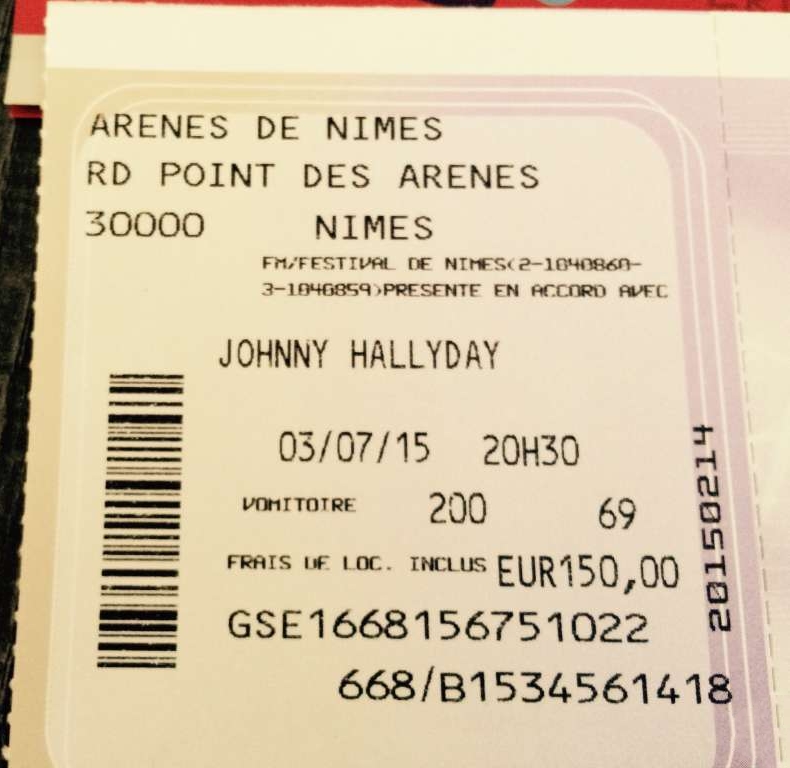 ARENES DE NIMES
RD POINT DES ARENES
30000 NIMES
FM/FESTIVAL DE NIMES(2-1040860-
3-1040859)PRESENTE EN ACCORD AVEC
JOHNNY HALLYDAY
03/07/15 20H30
VOMITOIRE 200 69
FRAIS DE LOC. INCLUS EUR150,00
GSE1668156751022
668/B1534561418
20150214